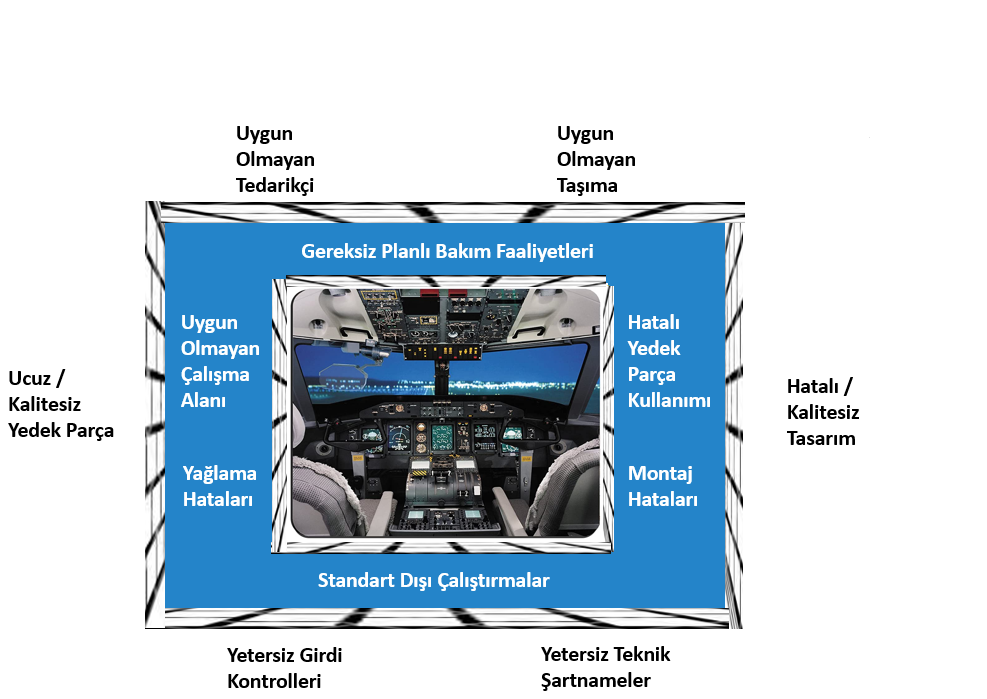 Uygun
Olmayan
Tedarikçi
Uygun
Olmayan
Taşıma
Gereksiz Planlı Bakım Faaliyetleri
Uygun
Olmayan
Çalışma
Alanı
Hatalı
Yedek
Parça
Kullanımı
Ucuz /
Kalitesiz
Yedek Parça
Hatalı /
Kalitesiz
Tasarım
Yağlama
Hataları
Montaj
Hataları
Standart Dışı Çalıştırmalar
Yetersiz Girdi
Kontrolleri
Yetersiz Teknik
Şartnameler